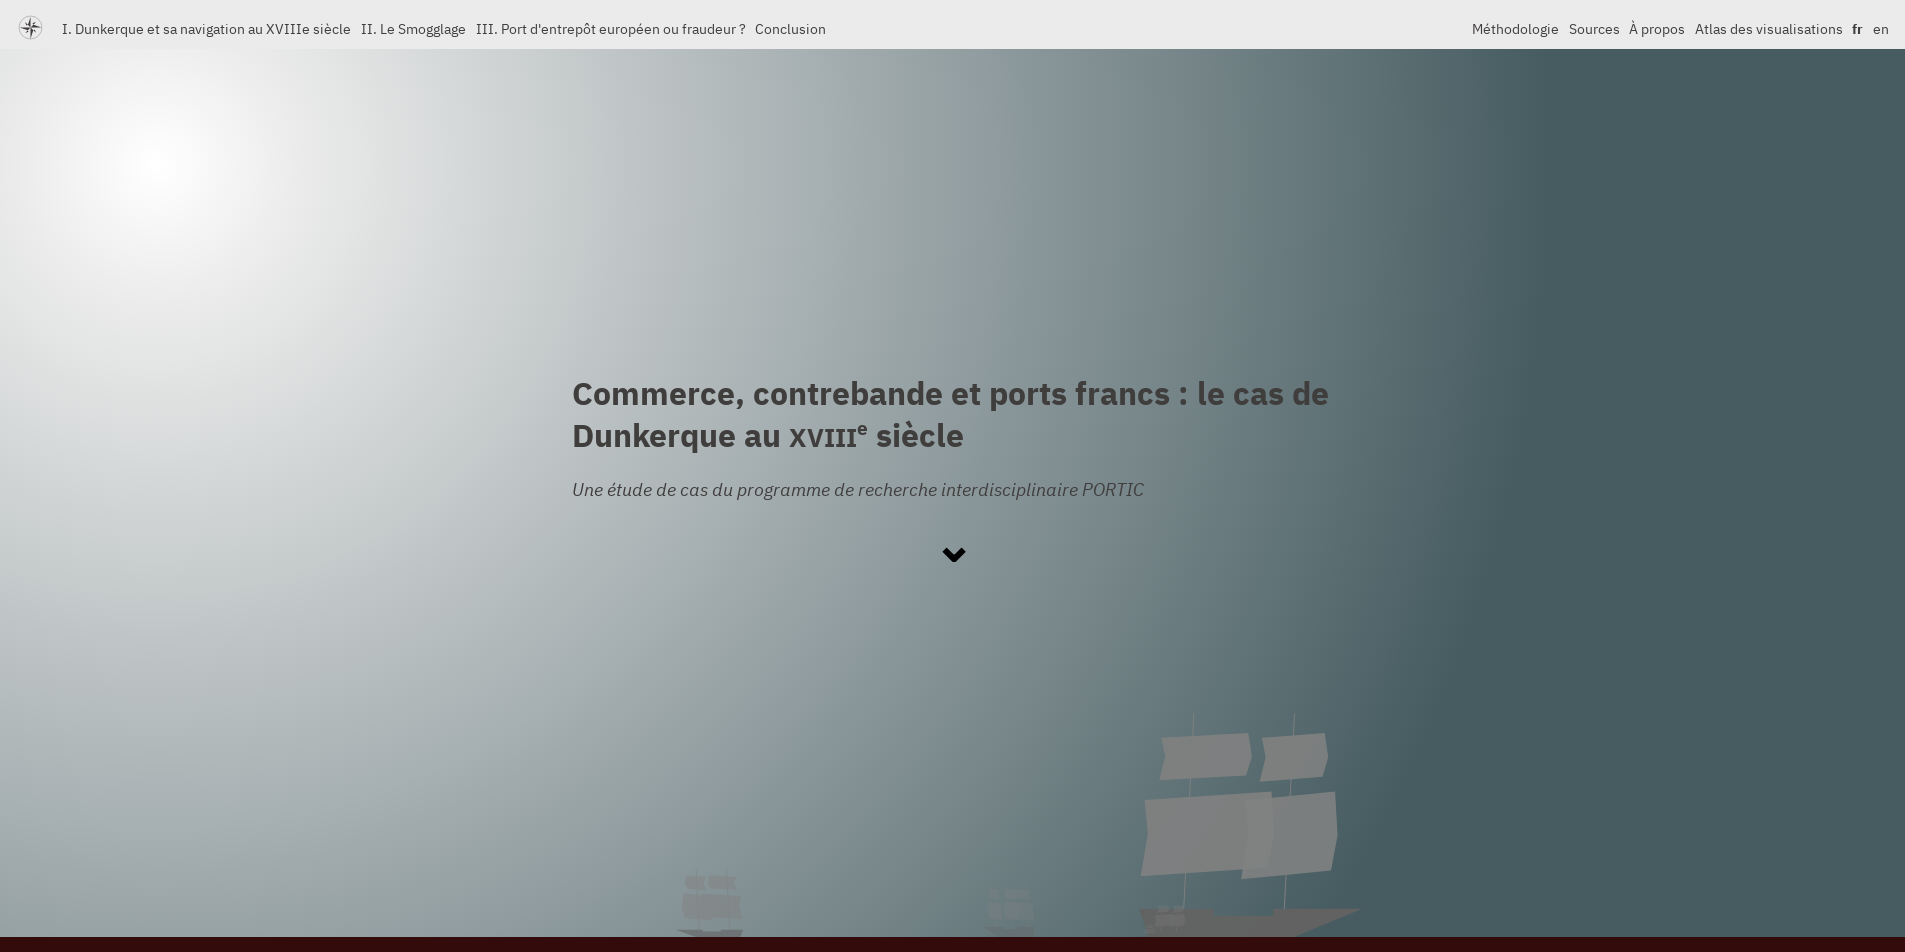 I. Dunkerque et sa navigation au XVIIIe siècle II. Le Smogglage III. Port d'entrepôt européen ou fraudeur ? Conclusion Méthodologie Sources À propos Atlas des visualisations fr en
Commerce, contrebande et ports francs : le cas de
Dunkerque au XVIIIe siècle
Une étude de cas du programme de recherche interdisciplinaire PORTIC